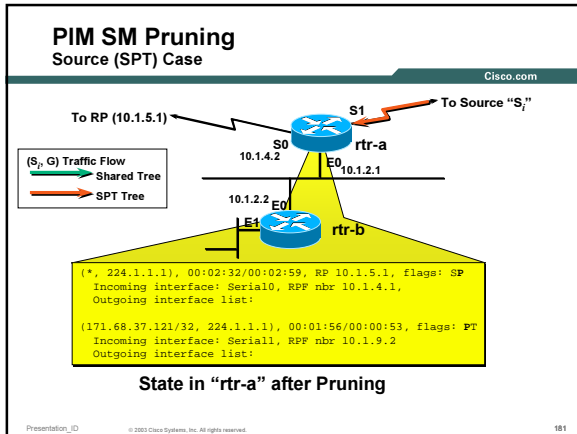 PIM SM Pruning
Source (SPT) Case
Cisco.com
To RP (10.1.5.1)
S1
To Source “Si”
S0
rtr-a
10.1.4.2
E0
10.1.2.1
(Si, G) Traffic Flow
Shared Tree
SPT Tree
10.1.2.2
E0
E1
rtr-b
(*, 224.1.1.1), 00:02:32/00:02:59, RP 10.1.5.1, flags: SP
Incoming interface: Serial0, RPF nbr 10.1.4.1,
Outgoing interface list:
(171.68.37.121/32, 224.1.1.1), 00:01:56/00:00:53, flags: PT
Incoming interface: Serial1, RPF nbr 10.1.9.2
Outgoing interface list:
State in “rtr-a” after Pruning
Presentation_ID
© 2003 Cisco Systems, Inc. All rights reserved.
181